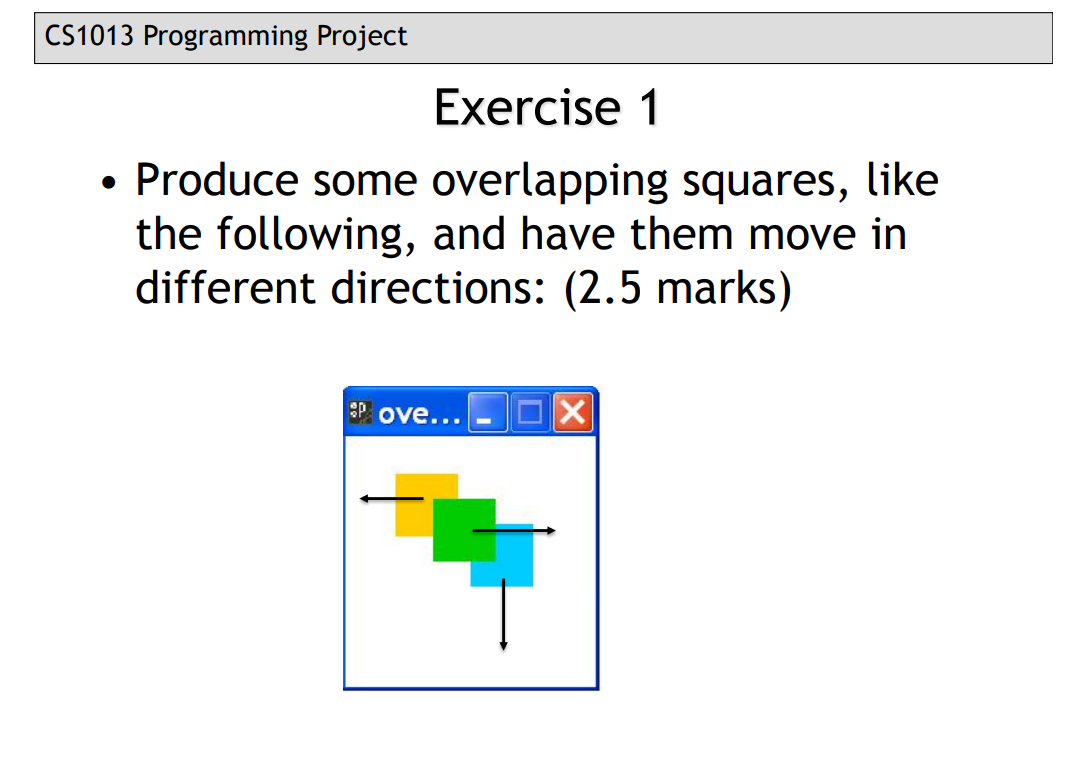 CS1013 Programming Project
Exercise 1
• Produce some overlapping squares, like
the following, and have them move in
different directions: (2.5 marks)
P ove...